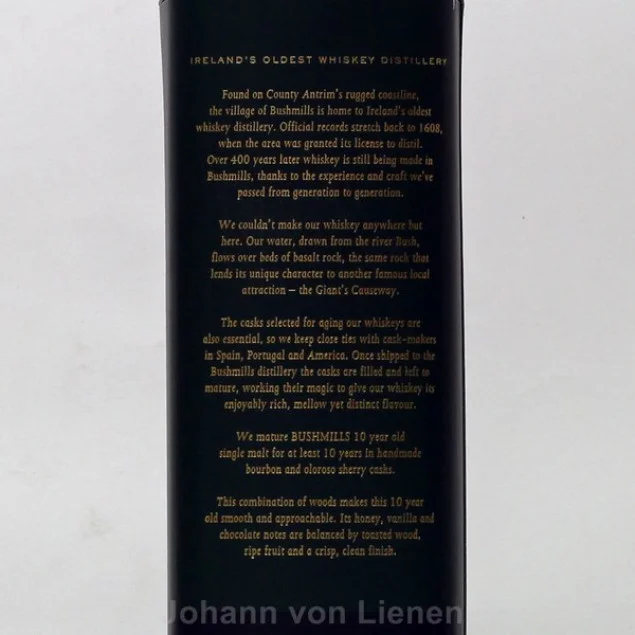 IRELAND'S OLDEST WHISKEY DISTILLERY
Found on County Antrim's rugged coastline,
the village of Bushmills is home to Ireland's oldest
whiskey distillery. Official records stretch back to 1608,
when the area was granted its license to distil.
Over 400 years later whiskey is still being made in
Bushmills, thanks to the experience and craft we've
passed from generation to generation.
We couldn't make our whiskey anywhere but
here. Our water, drawn from the river Bush,
flows over beds of basalt rock, the same rock that
lends its unique character to another famous local
attraction – the Giant's Causeway.
The casks selected for aging our whiskeys are
also essential, so we keep close ties with cask-makers
in Spain, Portugal and America. Once shipped to the
Bushmills distillery the casks are filled and left to
mature, working their magic to give our whiskey its
enjoyably rich, mellow yet distinct flavour.
We mature BUSHMILLS 10 year old
single malt for at least 10 years in handmade
bourbon and oloroso sherry casks.
This combination of woods makes this 10 year
old smooth and approachable. Its honey, vanilla and
chocolate notes are balanced by toasted wood,
ripe fruit and a crisp, clean finish.
Johann von Lienen